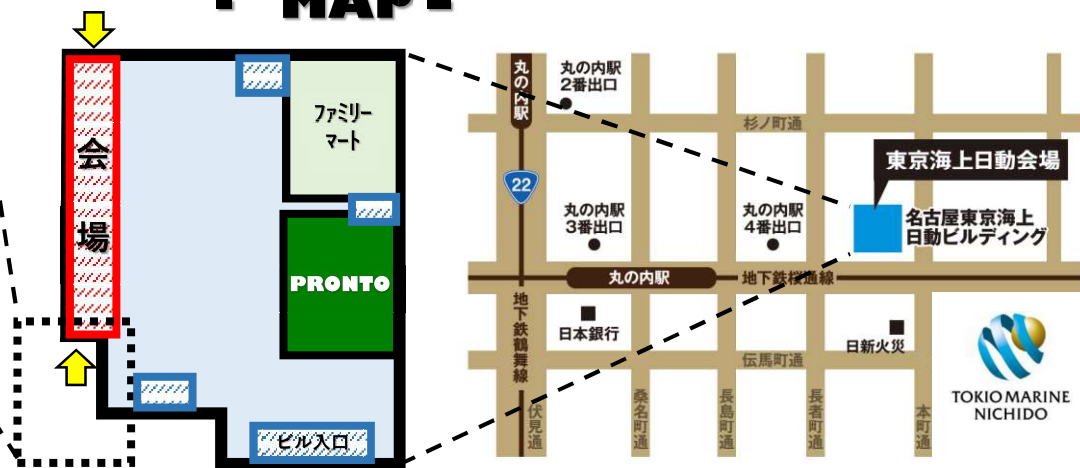 MAP
会
場
ファミリー
マート
PRONTO
ビル入口
丸の内駅
丸の内駅
2番出口
杉ノ町通
22
東京海上日動会場
丸の内駅
3番出口
丸の内駅
4番出口
名古屋東京海上
日動ビルディング
丸の内駅
地下鉄桜通線
地下鉄鶴舞線
日本銀行
日新火災
伝馬町通
伏見通
桑名町通
長島町通
長者町通
本町通
TOKIO MARINE
NICHIDO